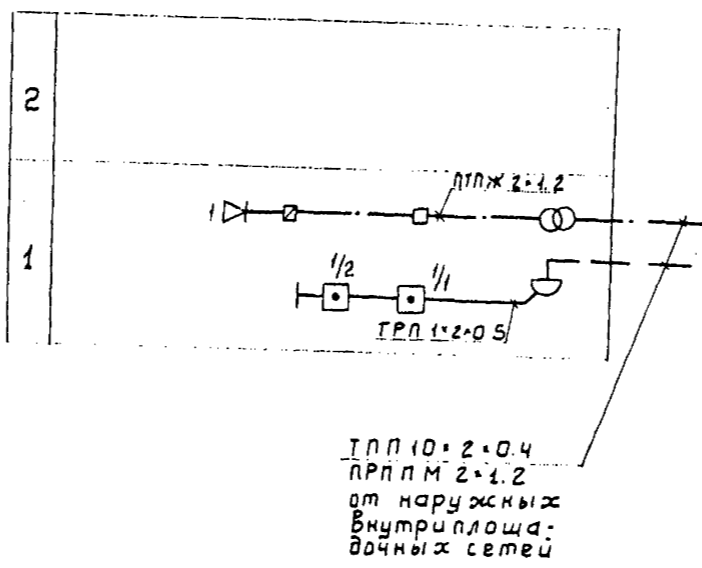 2
ПТПЖ 2×1.2
1
1
1/2
1/1
ТРП 1×2×0.5
ТПП 10×2×0.4
ПРППМ 2×1.2
от наружных
внутриплоща-
дочных сетей